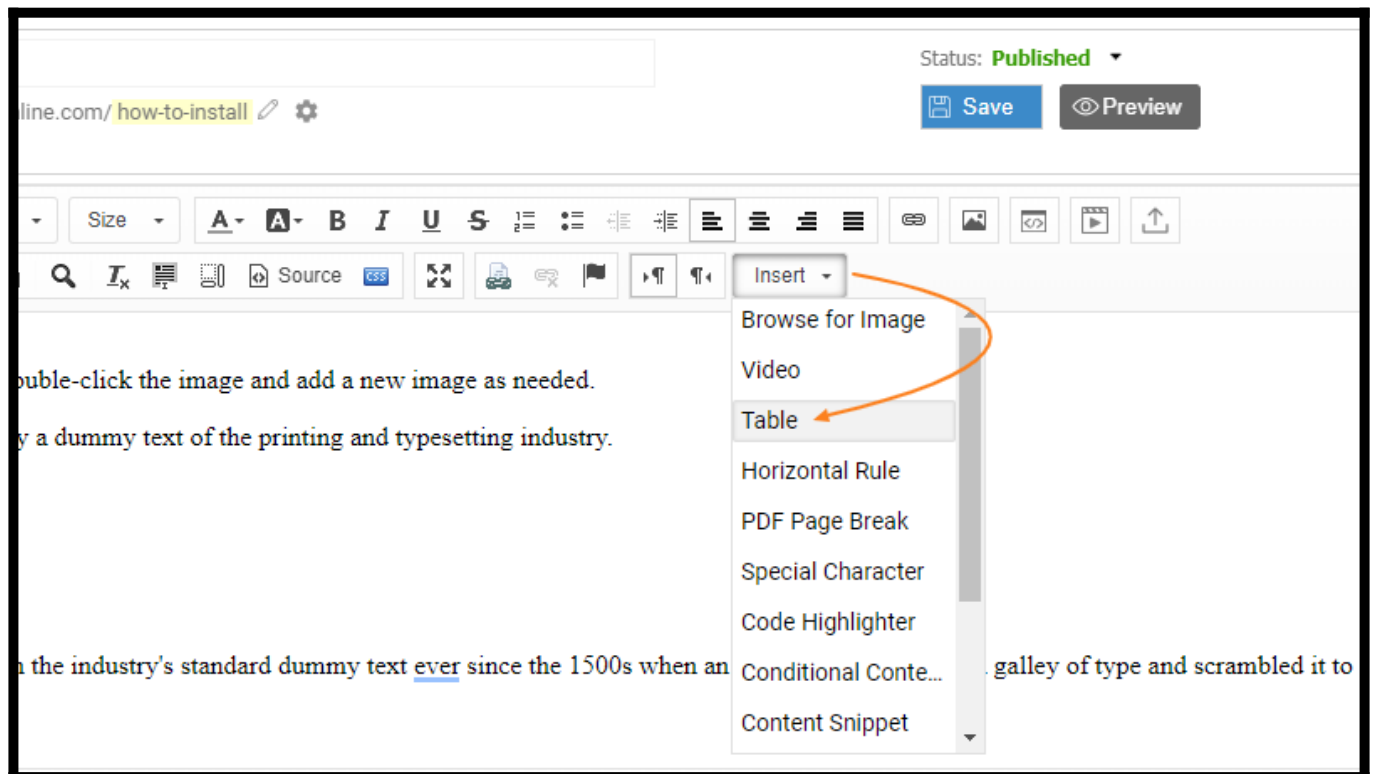 Status: Published
line.com/ how-to-install
Save
Preview
Size
A
A
B
I
U
S
Tx
Source
css
Insert
Browse for Image
Video
uble-click the image and add a new image as needed.
Table
y a dummy text of the printing and typesetting industry.
Horizontal Rule
PDF Page Break
Special Character
Code Highlighter
the industry's standard dummy text ever since the 1500s when an
Conditional Conte...
galley of type and scrambled it to
Content Snippet